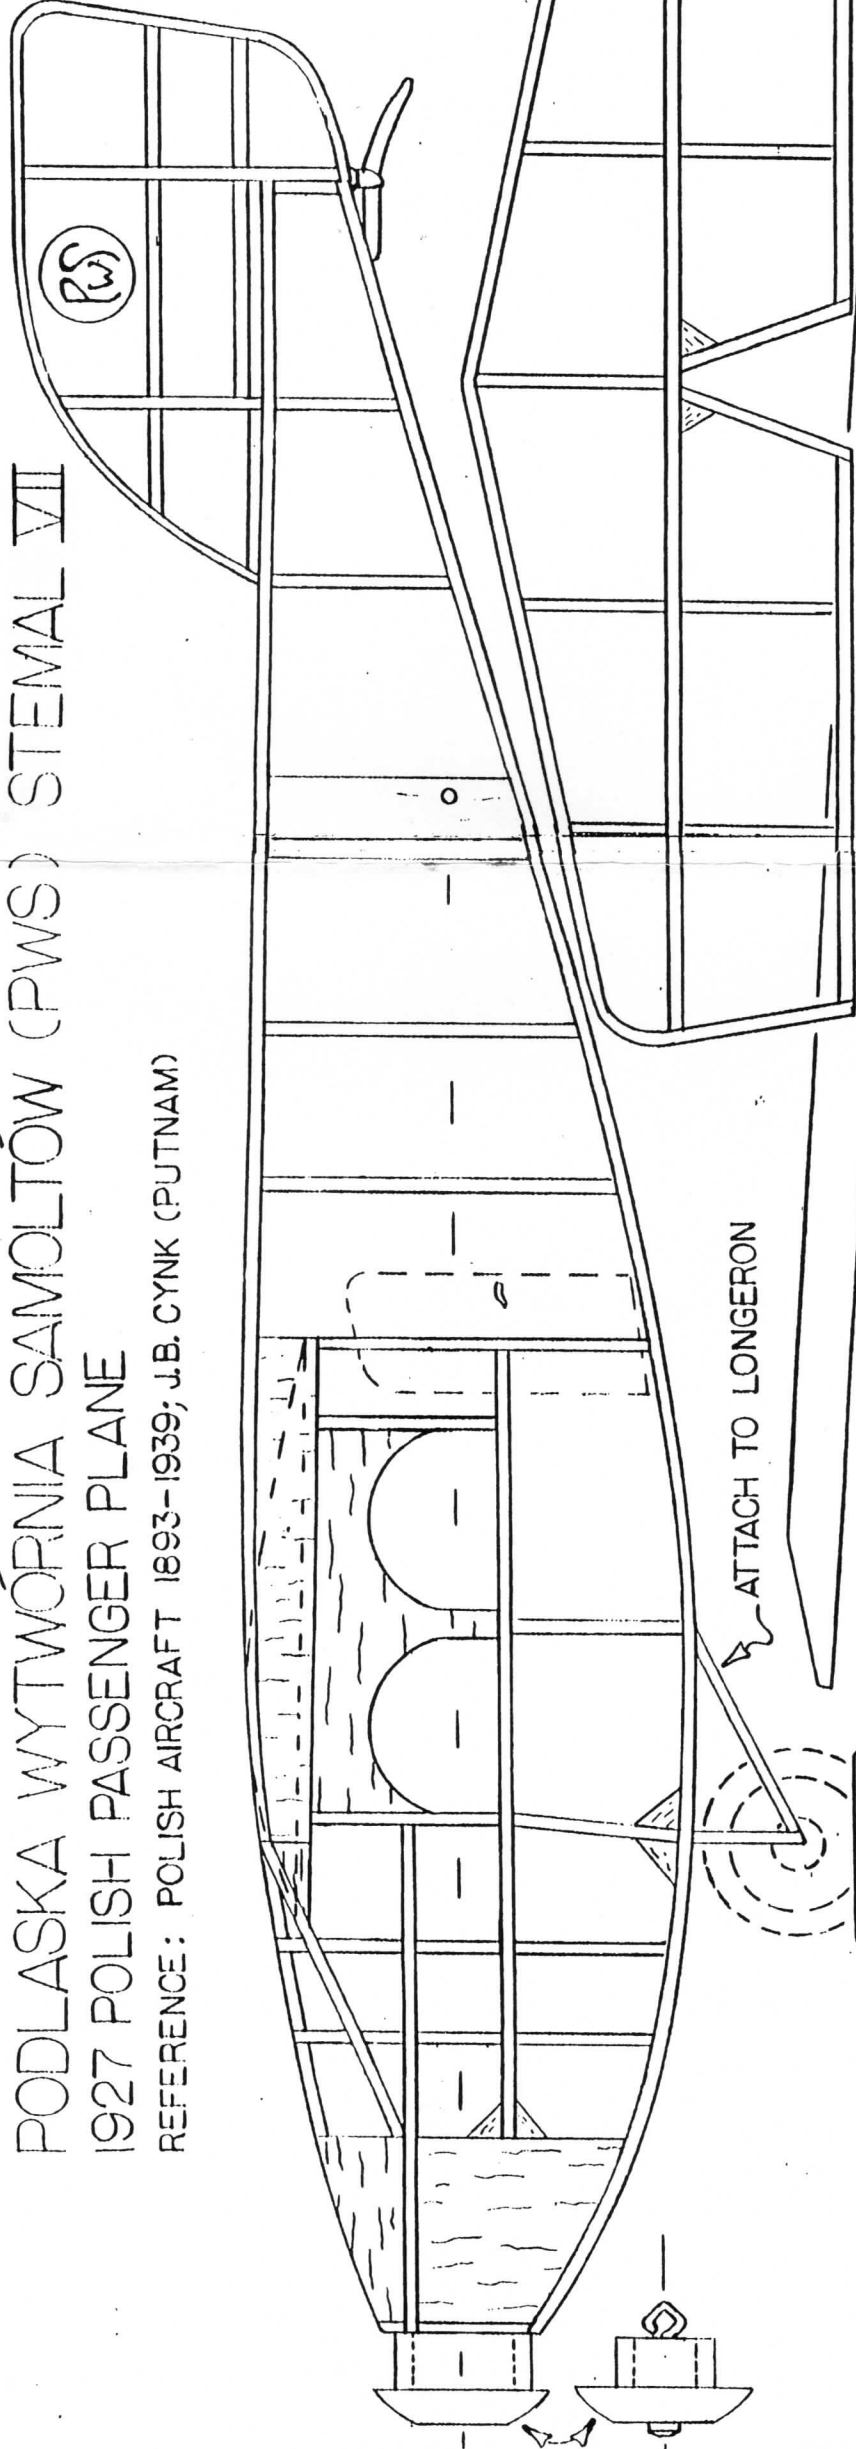 PODLASKA WYTWÓRNIA SAMOLTÓW (PWS) STEMAL VII
1927 POLISH PASSENGER PLANE
REFERENCE: POLISH AIRCRAFT 1893-1939; J.B. CYNK (PUTNAM)
PWS
ATTACH TO LONGERON